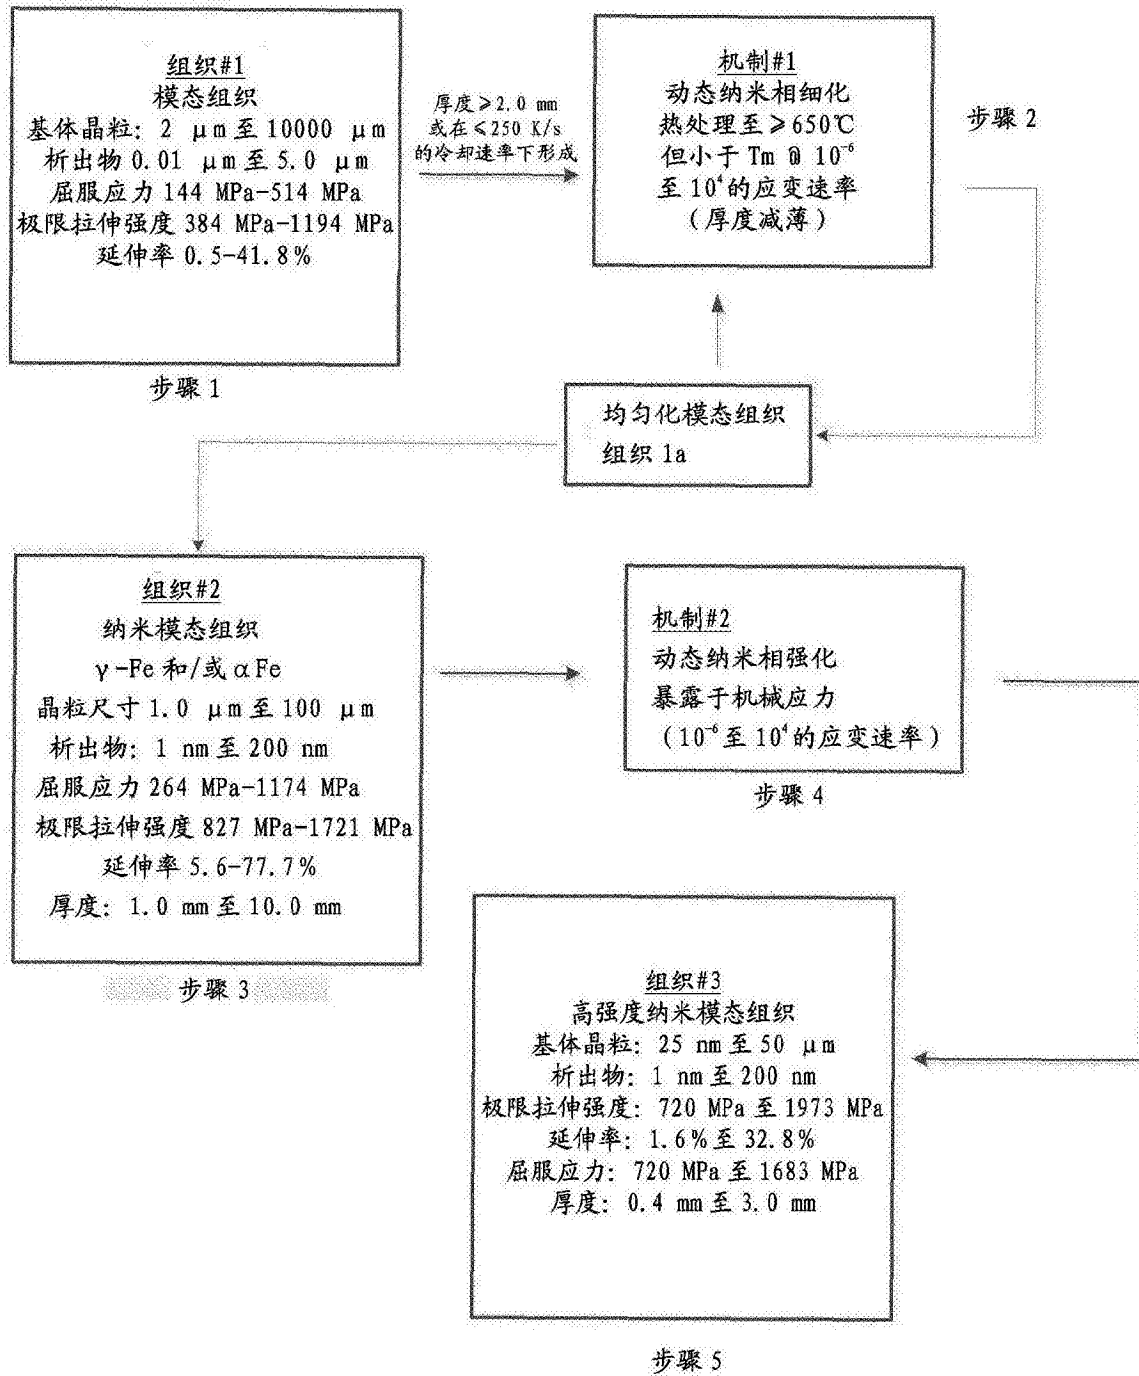 组织#1
模态组织
基体晶粒: 2 μm至10000 μm
析出物0.01 μm至5.0 μm
屈服应力144 MPa-514 MPa
极限拉伸强度 384 MPa-1194 MPa
延伸率 0.5-41.8%
步骤 1
厚度≥2.0 mm
或在≤250 K/s
的冷却速率下形成
机制#1
动态纳米相细化
热处理至≥650℃
但小于 Tm @ 10⁻⁶
至10⁴的应变速率
(厚度减薄)
步骤 2
均匀化模态组织
组织 1a
组织#2
纳米模态组织
γ-Fe和/或αFe
晶粒尺寸1.0 μm至100 μm
析出物: 1 nm至200 nm
屈服应力264 MPa-1174 MPa
极限拉伸强度 827 MPa-1721 MPa
延伸率 5.6-77.7%
厚度: 1.0 mm至10.0 mm
步骤 3
机制#2
动态纳米相强化
暴露于机械应力
(10⁻⁶至10⁴的应变速率)
步骤 4
组织#3
高强度纳米模态组织
基体晶粒: 25 nm至50 μm
析出物: 1 nm至200 nm
极限拉伸强度: 720 MPa至1973 MPa
延伸率: 1.6%至32.8%
屈服应力: 720 MPa至1683 MPa
厚度: 0.4 mm至3.0 mm
步骤 5